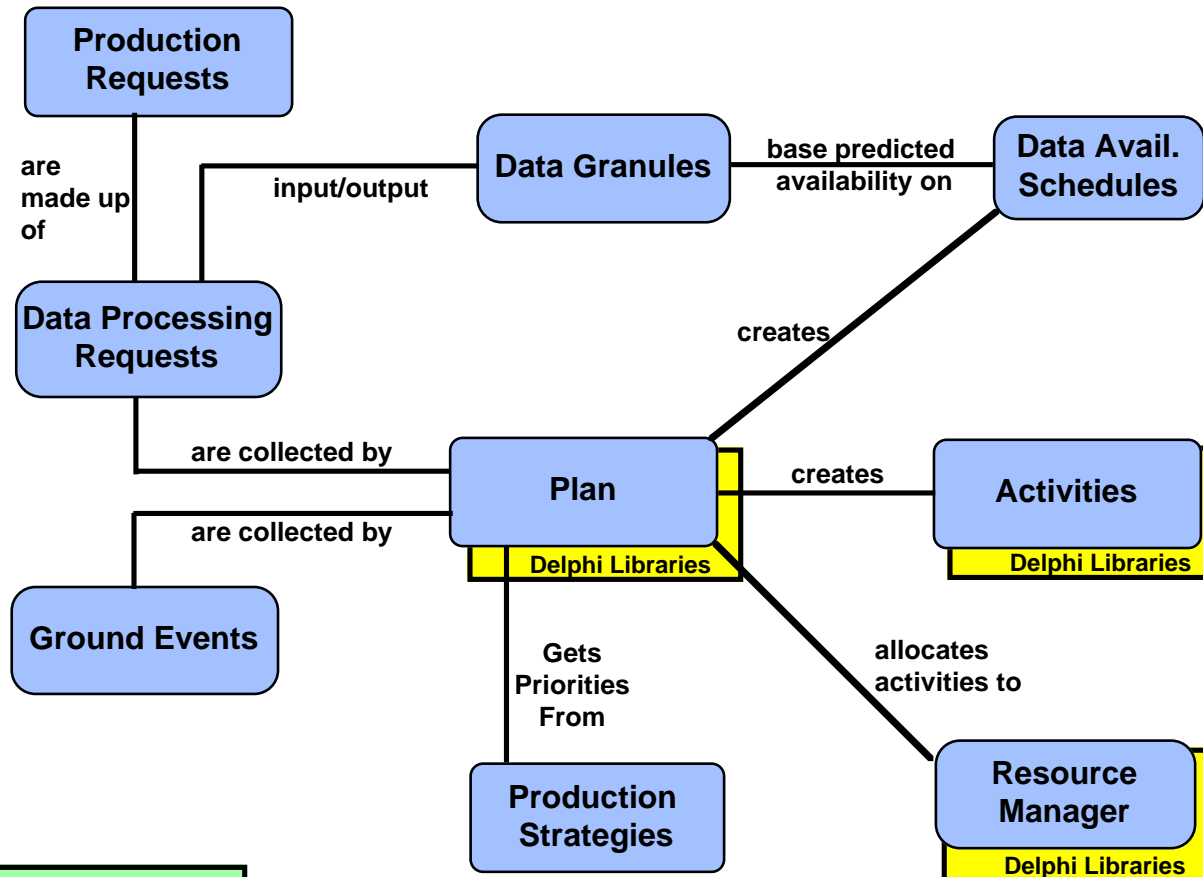 Production
Requests
are
made up
of
input/output
Data Granules
base predicted
availability on
Data Avail.
Schedules
Data Processing
Requests
creates
are collected by
Plan
Delphi Libraries
creates
Activities
Delphi Libraries
are collected by
Ground Events
Gets
Priorities
From
allocates
activities to
Production
Strategies
Resource
Manager
Delphi Libraries